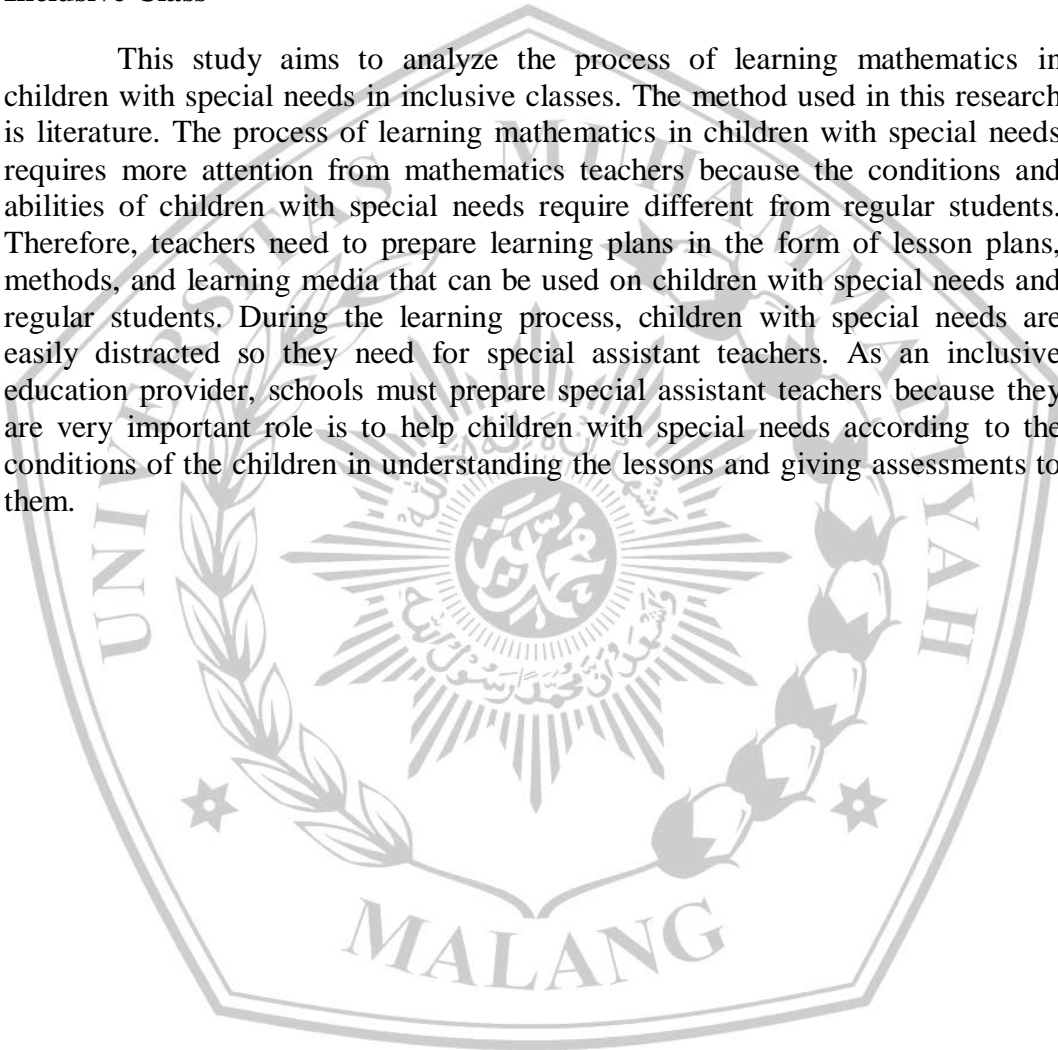 Inclusive Class
This study aims to analyze the process of learning mathematics in
children with special needs in inclusive classes. The method used in this research
is literature. The process of learning mathematics in children with special needs
requires more attention from mathematics teachers because the conditions and
abilities of children with special needs require different from regular students.
Therefore, teachers need to prepare learning plans in the form of lesson plans,
methods, and learning media that can be used on children with special needs and
regular students. During the learning process, children with special needs are
easily distracted so they need for special assistant teachers. As an inclusive
education provider, schools must prepare special assistant teachers because they
are very important role is to help children with special needs according to the
conditions of the children in understanding the lessons and giving assessments to
them.
UNIVERSITAS MUHAMMADIYAH
MALANG